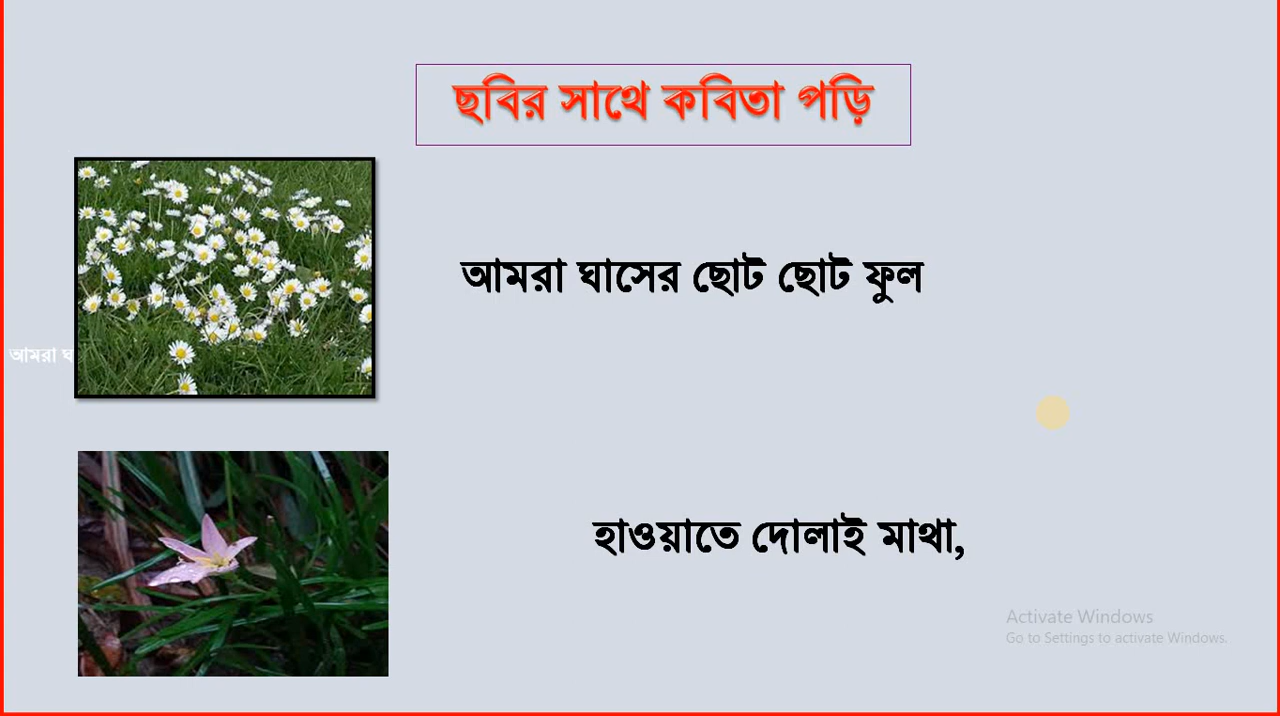 ছবির সাথে কবিতা পড়ি
আমরা ঘাসের ছোট ছোট ফুল
আমরা
হাওয়াতে দোলাই মাথা,
Activate Windows
Go to Settings to activate Windows.